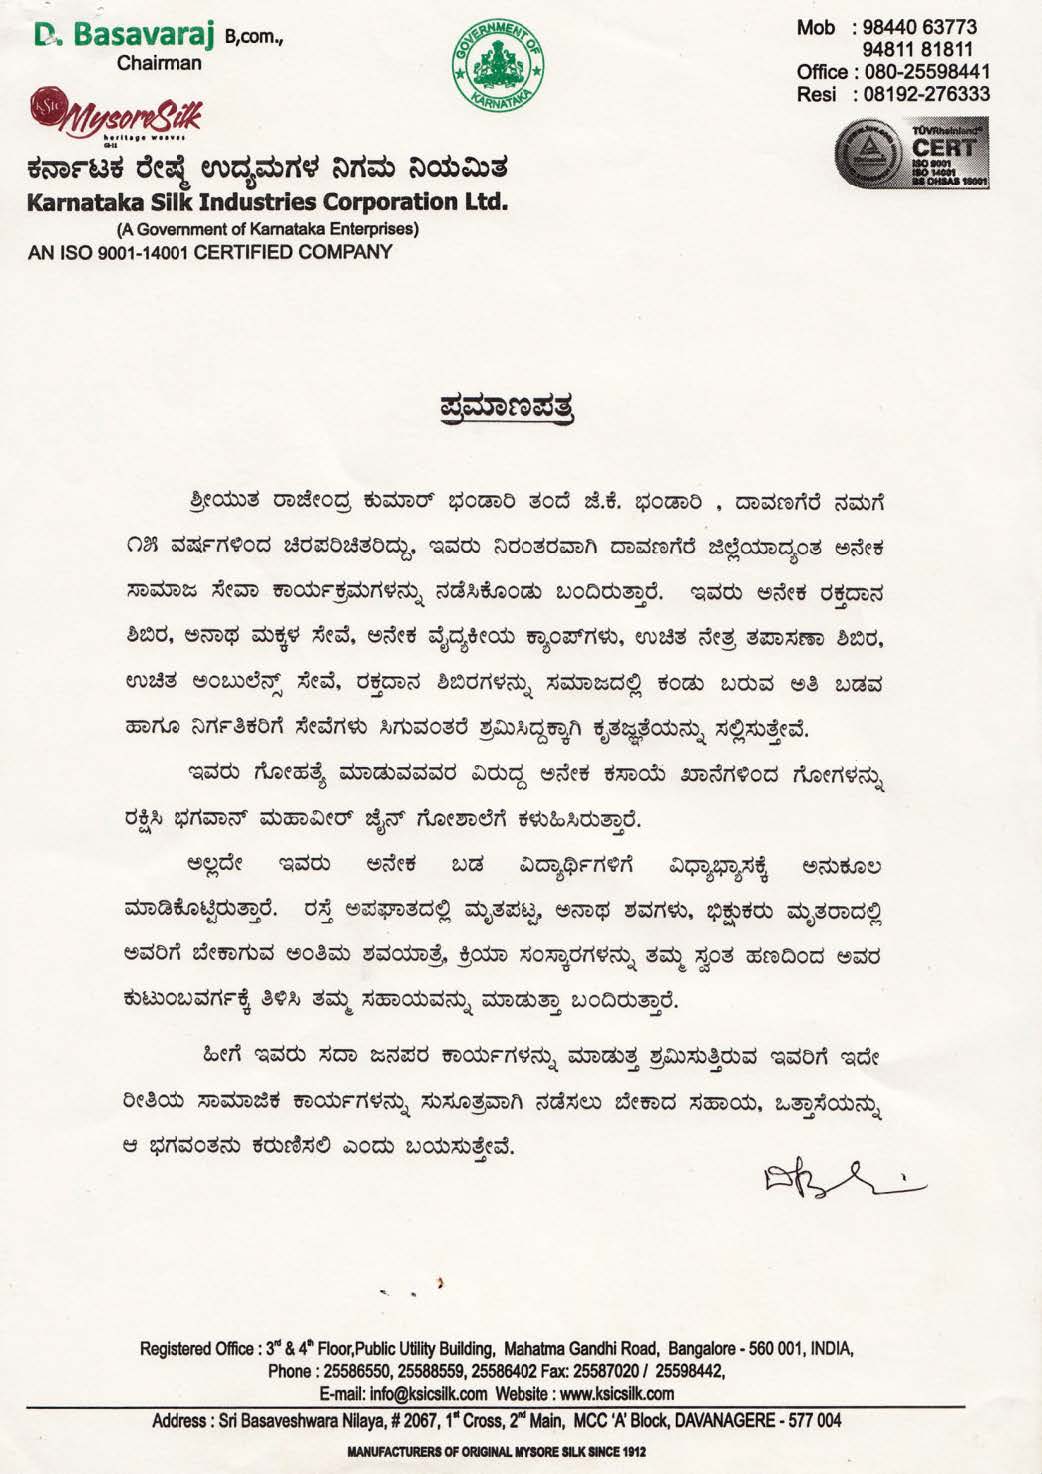 D. Basavaraj B,com.,
Chairman
GOVERNMENT OF
KARNATAKA
Mob : 98440 63773
94811 81811
Office : 080-25598441
Resi : 08192-276333
KSIC
MysoreSilk
heritage weaves
TÜVRheinland®
CERT
ISO 9001
ISO 14001
BS OHSAS 18001
ಕರ್ನಾಟಕ ರೇಷ್ಮೆ ಉದ್ಯಮಗಳ ನಿಗಮ ನಿಯಮಿತ
Karnataka Silk Industries Corporation Ltd.
(A Government of Karnataka Enterprises)
AN ISO 9001-14001 CERTIFIED COMPANY
ಪ್ರಮಾಣಪತ್ರ
ಶ್ರೀಯುತ ರಾಜೇಂದ್ರ ಕುಮಾರ್ ಭಂಡಾರಿ ತಂದೆ ಜೆ.ಕೆ. ಭಂಡಾರಿ , ದಾವಣಗೆರೆ ನಮಗೆ
೧೫ ವರ್ಷಗಳಿಂದ ಚಿರಪರಿಚಿತರಿದ್ದು, ಇವರು ನಿರಂತರವಾಗಿ ದಾವಣಗೆರೆ ಜಿಲ್ಲೆಯಾದ್ಯಂತ ಅನೇಕ
ಸಾಮಾಜ ಸೇವಾ ಕಾರ್ಯಕ್ರಮಗಳನ್ನು ನಡೆಸಿಕೊಂಡು ಬಂದಿರುತ್ತಾರೆ. ಇವರು ಅನೇಕ ರಕ್ತದಾನ
ಶಿಬಿರ, ಅನಾಥ ಮಕ್ಕಳ ಸೇವೆ, ಅನೇಕ ವೈದ್ಯಕೀಯ ಕ್ಯಾಂಪ್‌ಗಳು, ಉಚಿತ ನೇತ್ರ ತಪಾಸಣಾ ಶಿಬಿರ,
ಉಚಿತ ಅಂಬುಲೆನ್ಸ್ ಸೇವೆ, ರಕ್ತದಾನ ಶಿಬಿರಗಳನ್ನು ಸಮಾಜದಲ್ಲಿ ಕಂಡು ಬರುವ ಅತಿ ಬಡವ
ಹಾಗೂ ನಿರ್ಗತಿಕರಿಗೆ ಸೇವೆಗಳು ಸಿಗುವಂತರೆ ಶ್ರಮಿಸಿದ್ದಕ್ಕಾಗಿ ಕೃತಜ್ಞತೆಯನ್ನು ಸಲ್ಲಿಸುತ್ತೇವೆ.
ಇವರು ಗೋಹತ್ಯೆ ಮಾಡುವವವರ ವಿರುದ್ದ ಅನೇಕ ಕಸಾಯಿ ಖಾನೆಗಳಿಂದ ಗೋಗಳನ್ನು
ರಕ್ಷಿಸಿ ಭಗವಾನ್ ಮಹಾವೀರ್ ಜೈನ್ ಗೋಶಾಲೆಗೆ ಕಳುಹಿಸಿರುತ್ತಾರೆ.
ಅಲ್ಲದೇ ಇವರು ಅನೇಕ ಬಡ ವಿದ್ಯಾರ್ಥಿಗಳಿಗೆ ವಿಧ್ಯಾಭ್ಯಾಸಕ್ಕೆ ಅನುಕೂಲ
ಮಾಡಿಕೊಟ್ಟಿರುತ್ತಾರೆ. ರಸ್ತೆ ಅಪಘಾತದಲ್ಲಿ ಮೃತಪಟ್ಟ, ಅನಾಥ ಶವಗಳು, ಭಿಕ್ಷುಕರು ಮೃತರಾದಲ್ಲಿ
ಅವರಿಗೆ ಬೇಕಾಗುವ ಅಂತಿಮ ಶವಯಾತ್ರೆ, ಕ್ರಿಯಾ ಸಂಸ್ಕಾರಗಳನ್ನು ತಮ್ಮ ಸ್ವಂತ ಹಣದಿಂದ ಅವರ
ಕುಟುಂಬವರ್ಗಕ್ಕೆ ತಿಳಿಸಿ ತಮ್ಮ ಸಹಾಯವನ್ನು ಮಾಡುತ್ತಾ ಬಂದಿರುತ್ತಾರೆ.
ಹೀಗೆ ಇವರು ಸದಾ ಜನಪರ ಕಾರ್ಯಗಳನ್ನು ಮಾಡುತ್ತ ಶ್ರಮಿಸುತ್ತಿರುವ ಇವರಿಗೆ ಇದೇ
ರೀತಿಯ ಸಾಮಾಜಿಕ ಕಾರ್ಯಗಳನ್ನು ಸುಸೂತ್ರವಾಗಿ ನಡೆಸಲು ಬೇಕಾದ ಸಹಾಯ, ಒತ್ತಾಸೆಯನ್ನು
ಆ ಭಗವಂತನು ಕರುಣಿಸಲಿ ಎಂದು ಬಯಸುತ್ತೇವೆ.
Registered Office : 3rd & 4th Floor,Public Utility Building, Mahatma Gandhi Road, Bangalore - 560 001, INDIA,
Phone : 25586550, 25588559, 25586402 Fax: 25587020 / 25598442,
E-mail: info@ksicsilk.com Website : www.ksicsilk.com
Address : Sri Basaveshwara Nilaya, # 2067, 1st Cross, 2nd Main, MCC 'A' Block, DAVANAGERE - 577 004
MANUFACTURERS OF ORIGINAL MYSORE SILK SINCE 1912